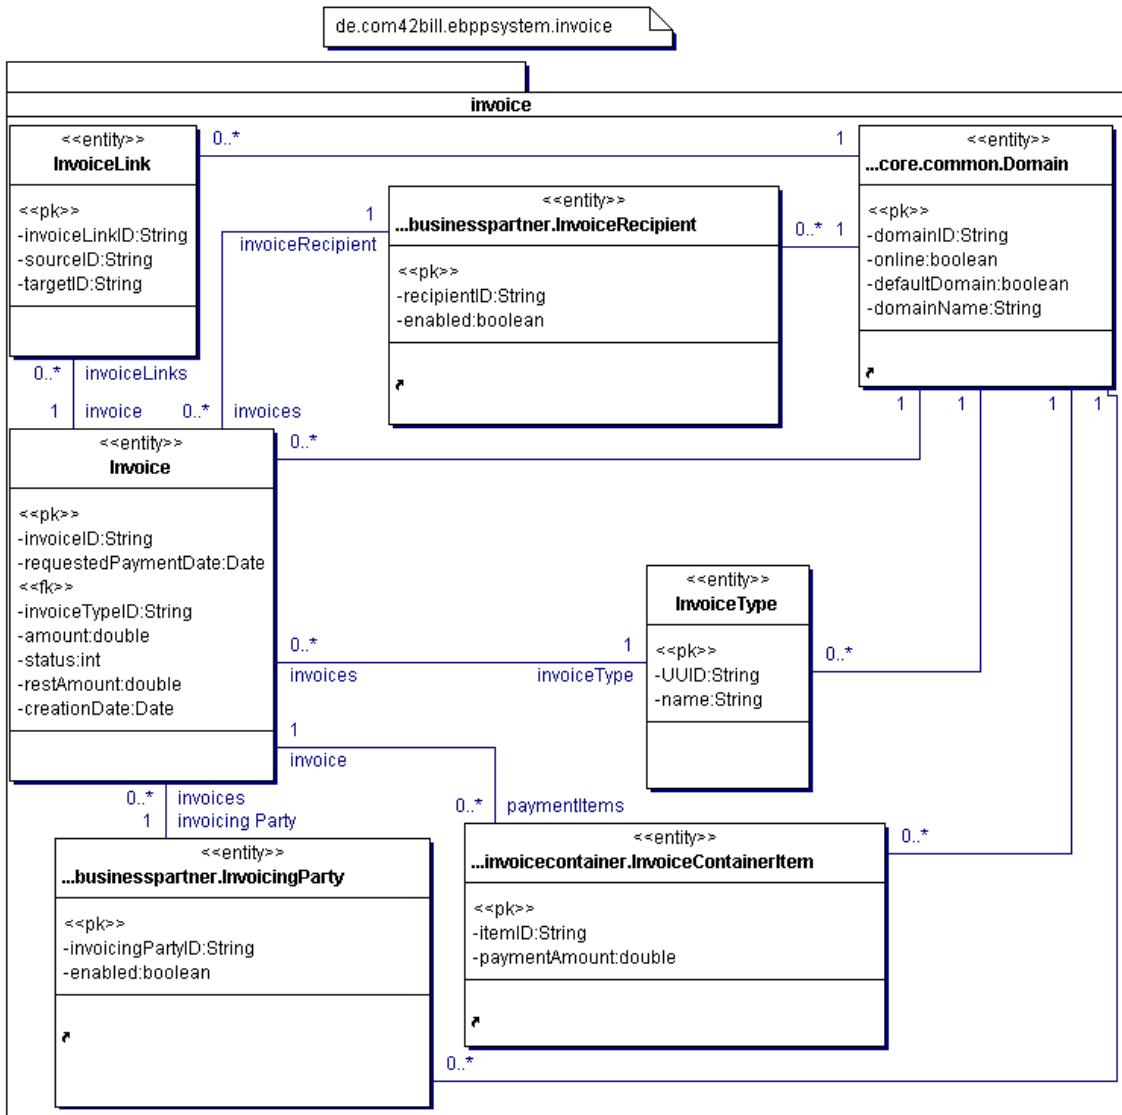 de.com42bill.ebppsystem.invoice
invoice
<<entity>>
InvoiceLink
<<pk>>
-invoiceLinkID:String
-sourceID:String
-targetID:String
0..*
1
<<entity>>
...core.common.Domain
<<pk>>
-domainID:String
-online:boolean
-defaultDomain:boolean
-domainName:String
<<entity>>
...businesspartner.InvoiceRecipient
<<pk>>
-recipientID:String
-enabled:boolean
1
invoiceRecipient
0..* 1
0..* invoiceLinks
1 invoice
0..* invoices
1
1
1
1
<<entity>>
Invoice
<<pk>>
-invoiceID:String
-requestedPaymentDate:Date
<<fk>>
-invoiceTypeID:String
-amount:double
-status:int
-restAmount:double
-creationDate:Date
0..*
<<entity>>
InvoiceType
<<pk>>
-UUID:String
-name:String
0..*
invoices
1
invoiceType
0..*
1
invoice
0..* paymentItems
0..* invoices
1 invoicing Party
<<entity>>
...businesspartner.InvoicingParty
<<pk>>
-invoicingPartyID:String
-enabled:boolean
<<entity>>
...invoicecontainer.InvoiceContainerItem
<<pk>>
-itemID:String
-paymentAmount:double
0..*
0..*